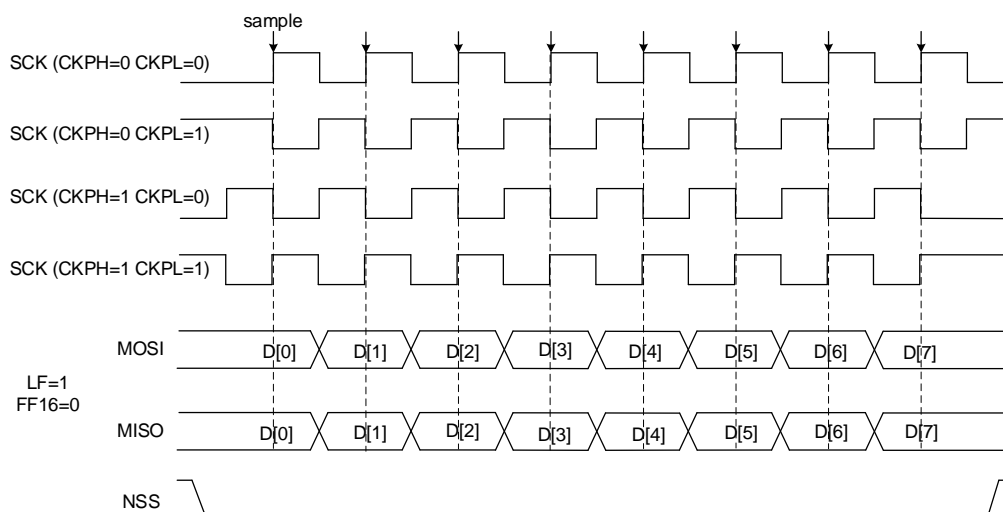 sample
SCK (CKPH=0 CKPL=0)
SCK (CKPH=0 CKPL=1)
SCK (CKPH=1 CKPL=0)
SCK (CKPH=1 CKPL=1)
MOSI D[0] D[1] D[2] D[3] D[4] D[5] D[6] D[7]
LF=1
FF16=0
MISO D[0] D[1] D[2] D[3] D[4] D[5] D[6] D[7]
NSS